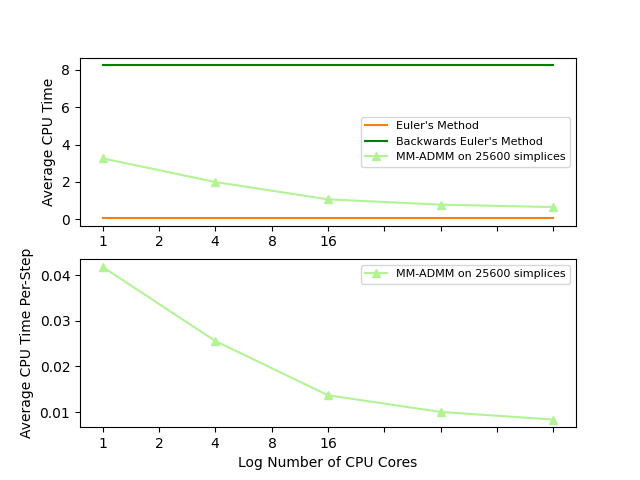 Average CPU Time
8
6
4
2
0
Euler's Method
Backwards Euler's Method
MM-ADMM on 25600 simplices
1 2 4 8 16
Average CPU Time Per-Step
0.04
0.03
0.02
0.01
MM-ADMM on 25600 simplices
1 2 4 8 16
Log Number of CPU Cores